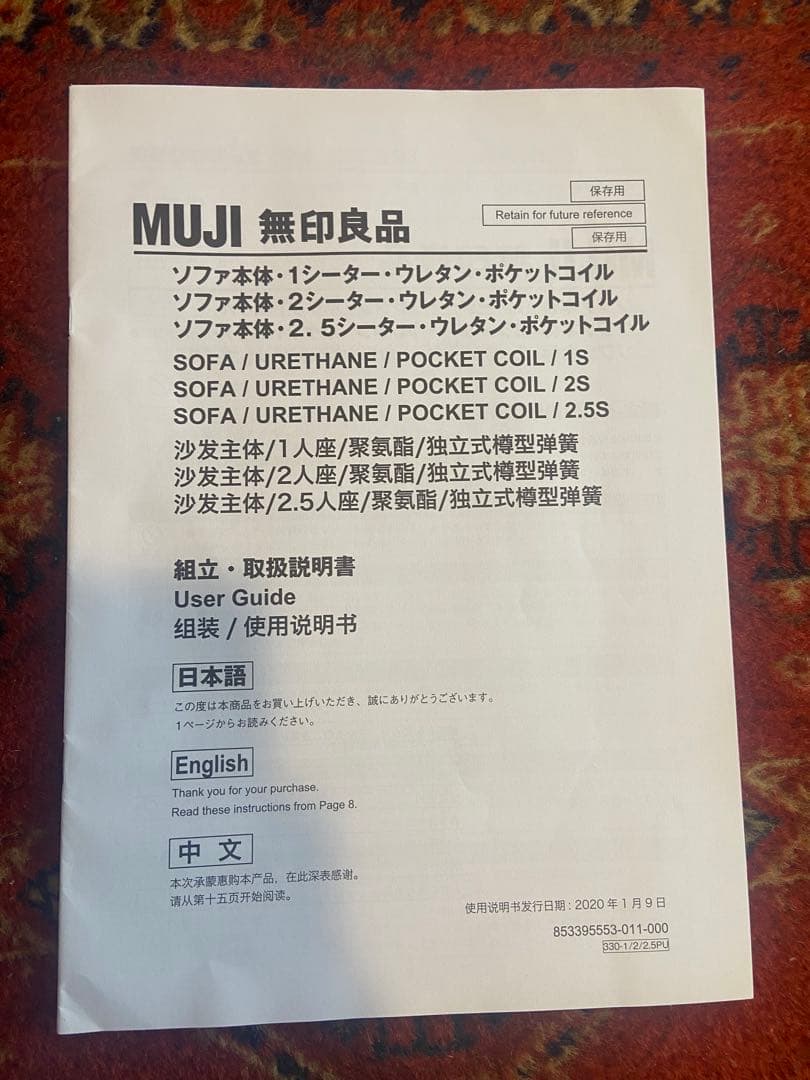 保存用
Retain for future reference
保存用
MUJI 無印良品
ソファ本体・1シーター・ウレタン・ポケットコイル
ソファ本体・2シーター・ウレタン・ポケットコイル
ソファ本体・2.5シーター・ウレタン・ポケットコイル
SOFA / URETHANE / POCKET COIL / 1S
SOFA / URETHANE / POCKET COIL / 2S
SOFA / URETHANE / POCKET COIL / 2.5S
沙发主体/1人座/聚氨酯/独立式樽型弹簧
沙发主体/2人座/聚氨酯/独立式樽型弹簧
沙发主体/2.5人座/聚氨酯/独立式樽型弹簧
組立・取扱説明書
User Guide
组装 / 使用说明书
日本語
この度は本商品をお買い上げいただき、誠にありがとうございます。
1ページからお読みください。
English
Thank you for your purchase.
Read these instructions from Page 8.
中 文
本次承蒙惠购本产品，在此深表感谢。
请从第十五页开始阅读。
使用说明书发行日期：2020年1月9日
853395553-011-000
330-1/2/2.5PU